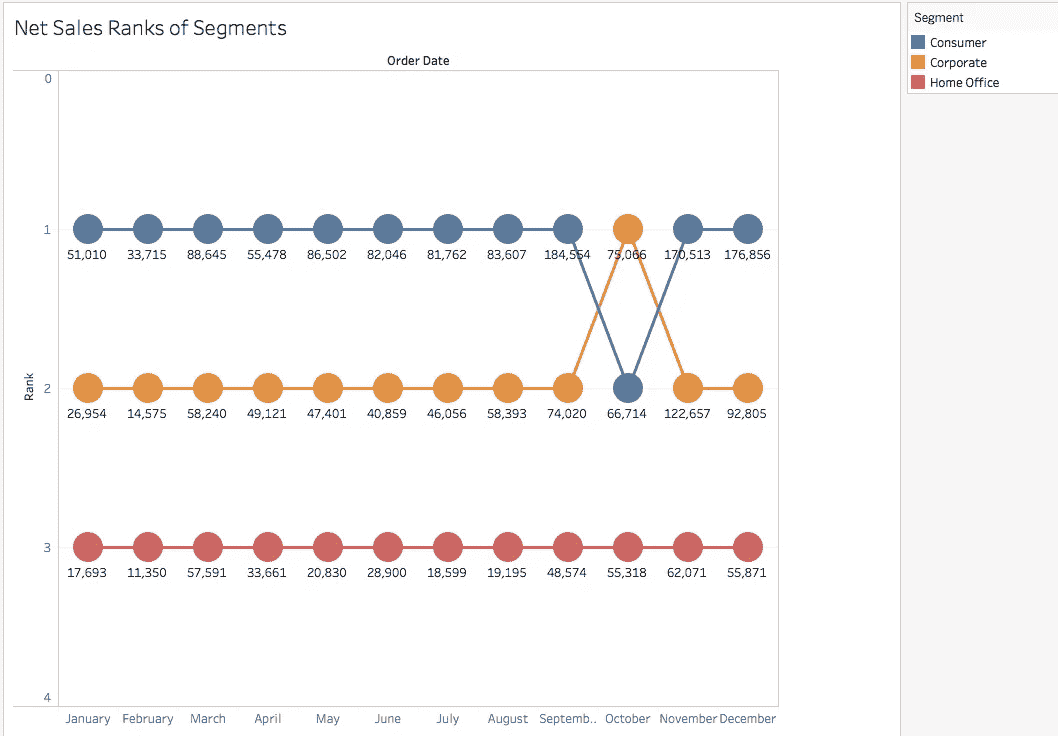 Net Sales Ranks of Segments
Segment
Consumer
Corporate
Home Office
Order Date
0
1
51,010 33,715 88,645 55,478 86,502 82,046 81,762 83,607 184,554 75,066 170,513 176,856
Rank
2
26,954 14,575 58,240 49,121 47,401 40,859 46,056 58,393 74,020 66,714 122,657 92,805
3
17,693 11,350 57,591 33,661 20,830 28,900 18,599 19,195 48,574 55,318 62,071 55,871
4
January February March April May June July August Septemb.. October November December